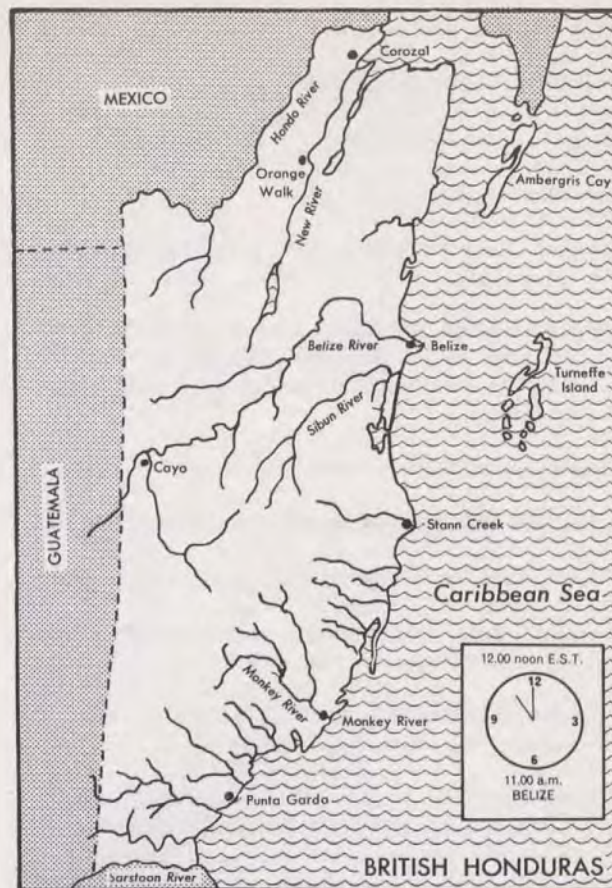 Corozal
MEXICO
Hondo River
Orange
Walk
New River
Ambergris Cay
Belize River
Belize
Turneffe
Island
Sibun River
Cayo
GUATEMALA
Stann Creek
Caribbean Sea
12.00 noon E.S.T.
12
9
3
6
11.00 a.m.
BELIZE
Monkey River
Monkey River
Punta Garda
Sarstoon River
BRITISH HONDURAS